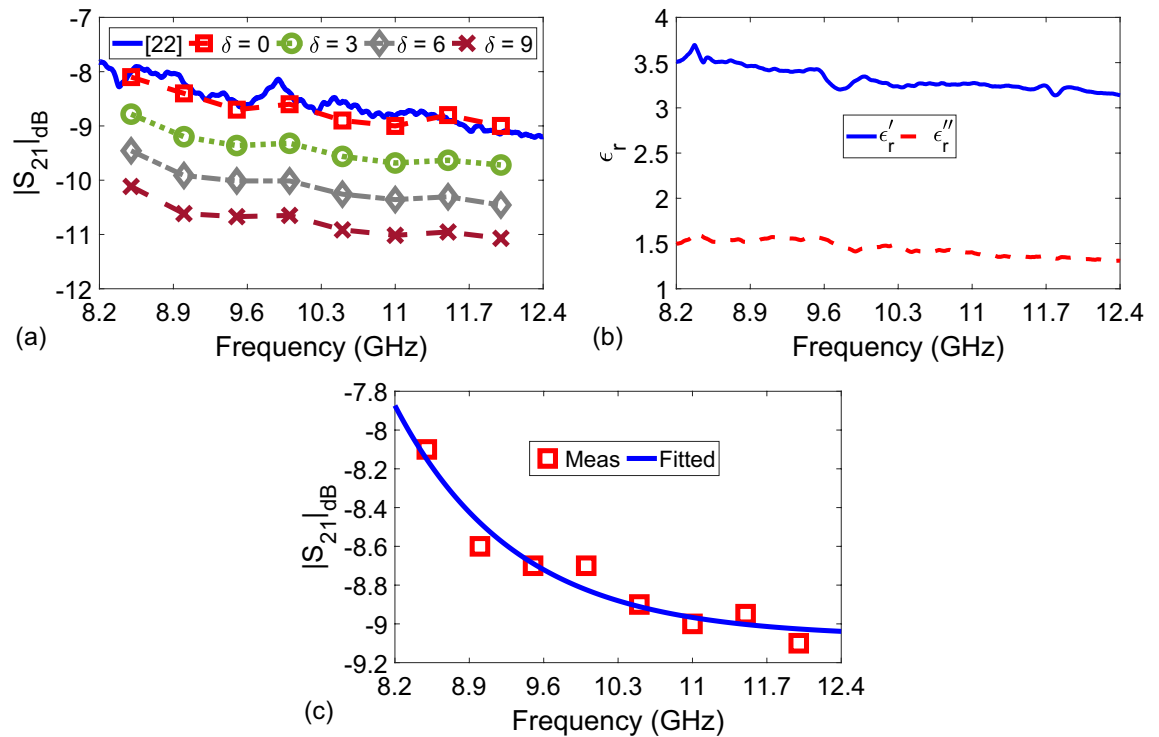 -7
-8
-9
-10
-11
-12
|S21|dB
[22] δ = 0 δ = 3 δ = 6 δ = 9
8.2 8.9 9.6 10.3 11 11.7 12.4
Frequency (GHz)
(a)
4
3.5
3
2.5
2
1.5
1
ϵr
ϵ′r ϵ″r
8.2 8.9 9.6 10.3 11 11.7 12.4
Frequency (GHz)
(b)
-7.8
-8
-8.2
-8.4
-8.6
-8.8
-9
-9.2
|S21|dB
Meas Fitted
8.2 8.9 9.6 10.3 11 11.7 12.4
Frequency (GHz)
(c)